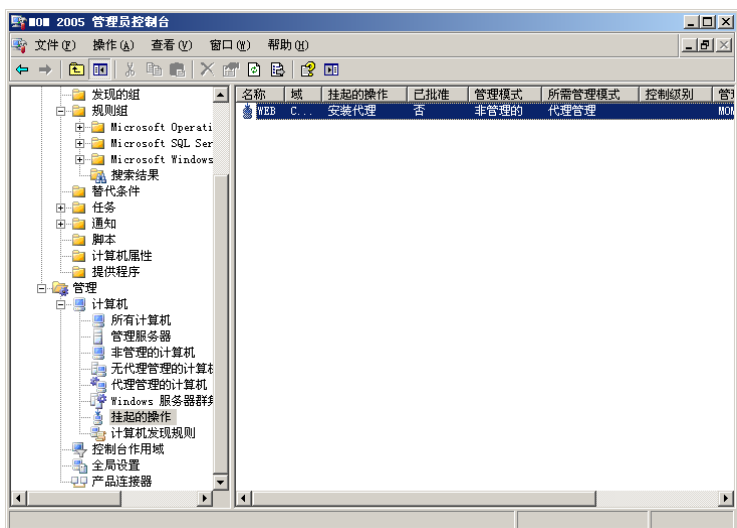 MOM 2005 管理员控制台
文件(F) 操作(A) 查看(V) 窗口(W) 帮助(H)
发现的组
规则组
Microsoft Operati
Microsoft SQL Ser
Microsoft Windows
搜索结果
替代条件
任务
通知
脚本
计算机属性
提供程序
管理
计算机
所有计算机
管理服务器
非管理的计算机
无代理管理的计算机
代理管理的计算机
Windows 服务器群集
挂起的操作
计算机发现规则
控制台作用域
全局设置
产品连接器
名称 域 挂起的操作 已批准 管理模式 所需管理模式 控制级别 管理
WEB C... 安装代理 否 非管理的 代理管理 MOM